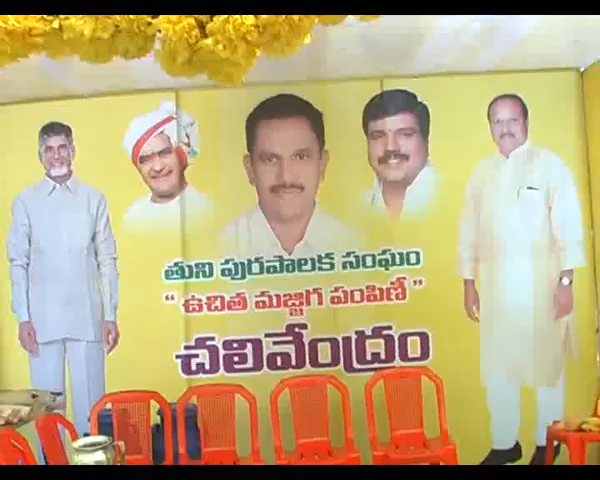 తుని పురపాలక సంఘం
“ ఉచిత మజ్జిగ పంపిణీ ”
చలివేంద్రం